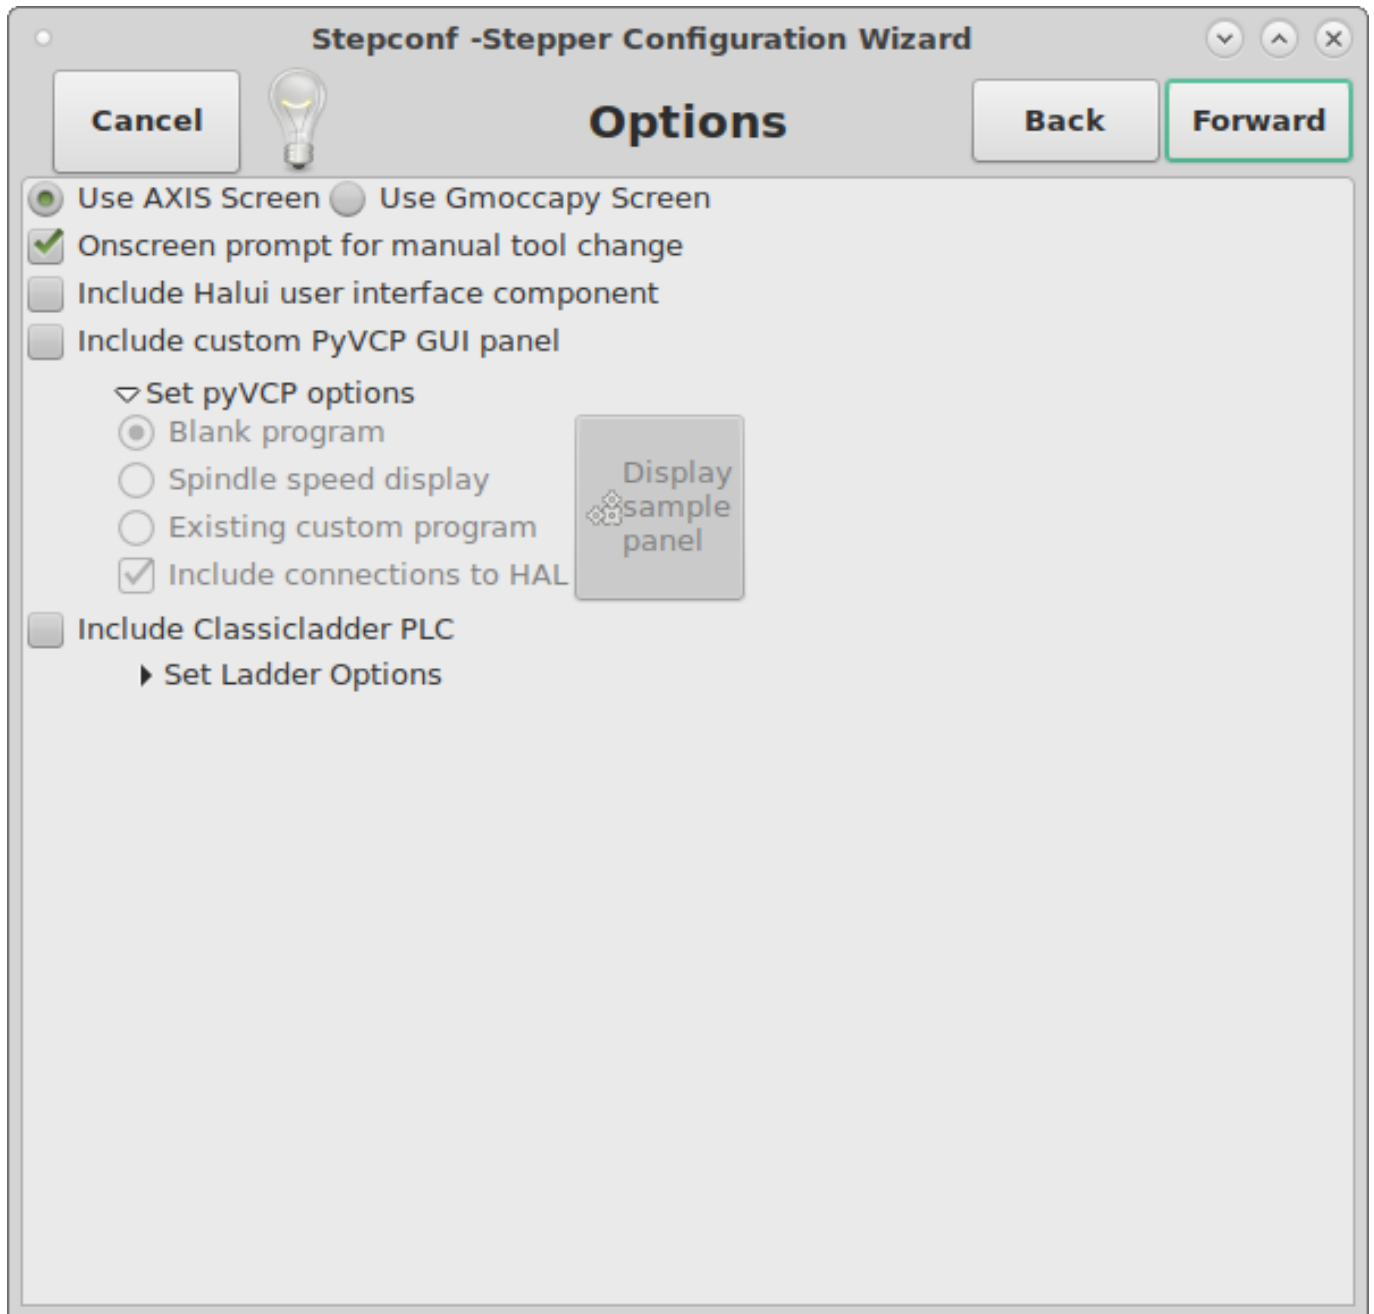 Stepconf -Stepper Configuration Wizard
Cancel
Options
Back
Forward
Use AXIS Screen
Use Gmoccapy Screen
Onscreen prompt for manual tool change
Include Halui user interface component
Include custom PyVCP GUI panel
Set pyVCP options
Blank program
Spindle speed display
Existing custom program
Include connections to HAL
Display
sample
panel
Include Classicladder PLC
Set Ladder Options